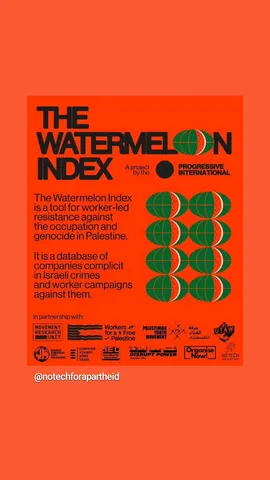 THE
WATERMELON
INDEX
A project
by the
PROGRESSIVE
INTERNATIONAL
The Watermelon Index
is a tool for worker-led
resistance against
the occupation and
genocide in Palestine.
It is a database of
companies complicit
in Israeli crimes
and worker campaigns
against them.
In partnership with:
MOVEMENT
RESEARCH
UNIT
Workers
for a Free
Palestine
PALESTINIAN
YOUTH
MOVEMENT
DISRUPT POWER
Organise
Now!
@notechforapartheid